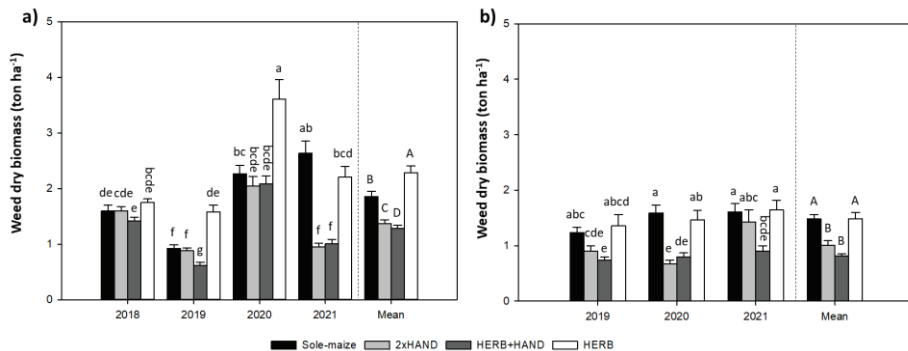 a)
Weed dry biomass (ton ha⁻¹)
5
4
3
2
1
0
de cde e bcde
f f g de
bc bcde bcde a
ab f f bcd
B C D A
2018 2019 2020 2021 Mean
b)
Weed dry biomass (ton ha⁻¹)
5
4
3
2
1
0
abc cde e abcd
a e de ab
a abc bcde a
A B B A
2019 2020 2021 Mean
Sole-maize 2xHAND HERB+HAND HERB